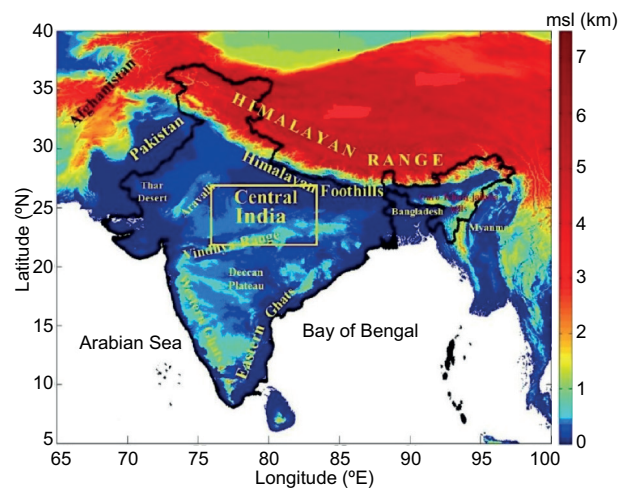 msl (km)
40
35
30
25
20
15
10
5
Latitude (ºN)
7
6
5
4
3
2
1
0
Afghanistan
Pakistan
HIMALAYAN
RANGE
Himalayan Foothills
Thar
Desert
Aravalis
Central
India
Bangladesh
Myanmar
Vindhya Range
Deccan
Plateau
Western Ghats
Eastern Ghats
Arabian Sea
Bay of Bengal
65 70 75 80 85 90 95 100
Longitude (ºE)